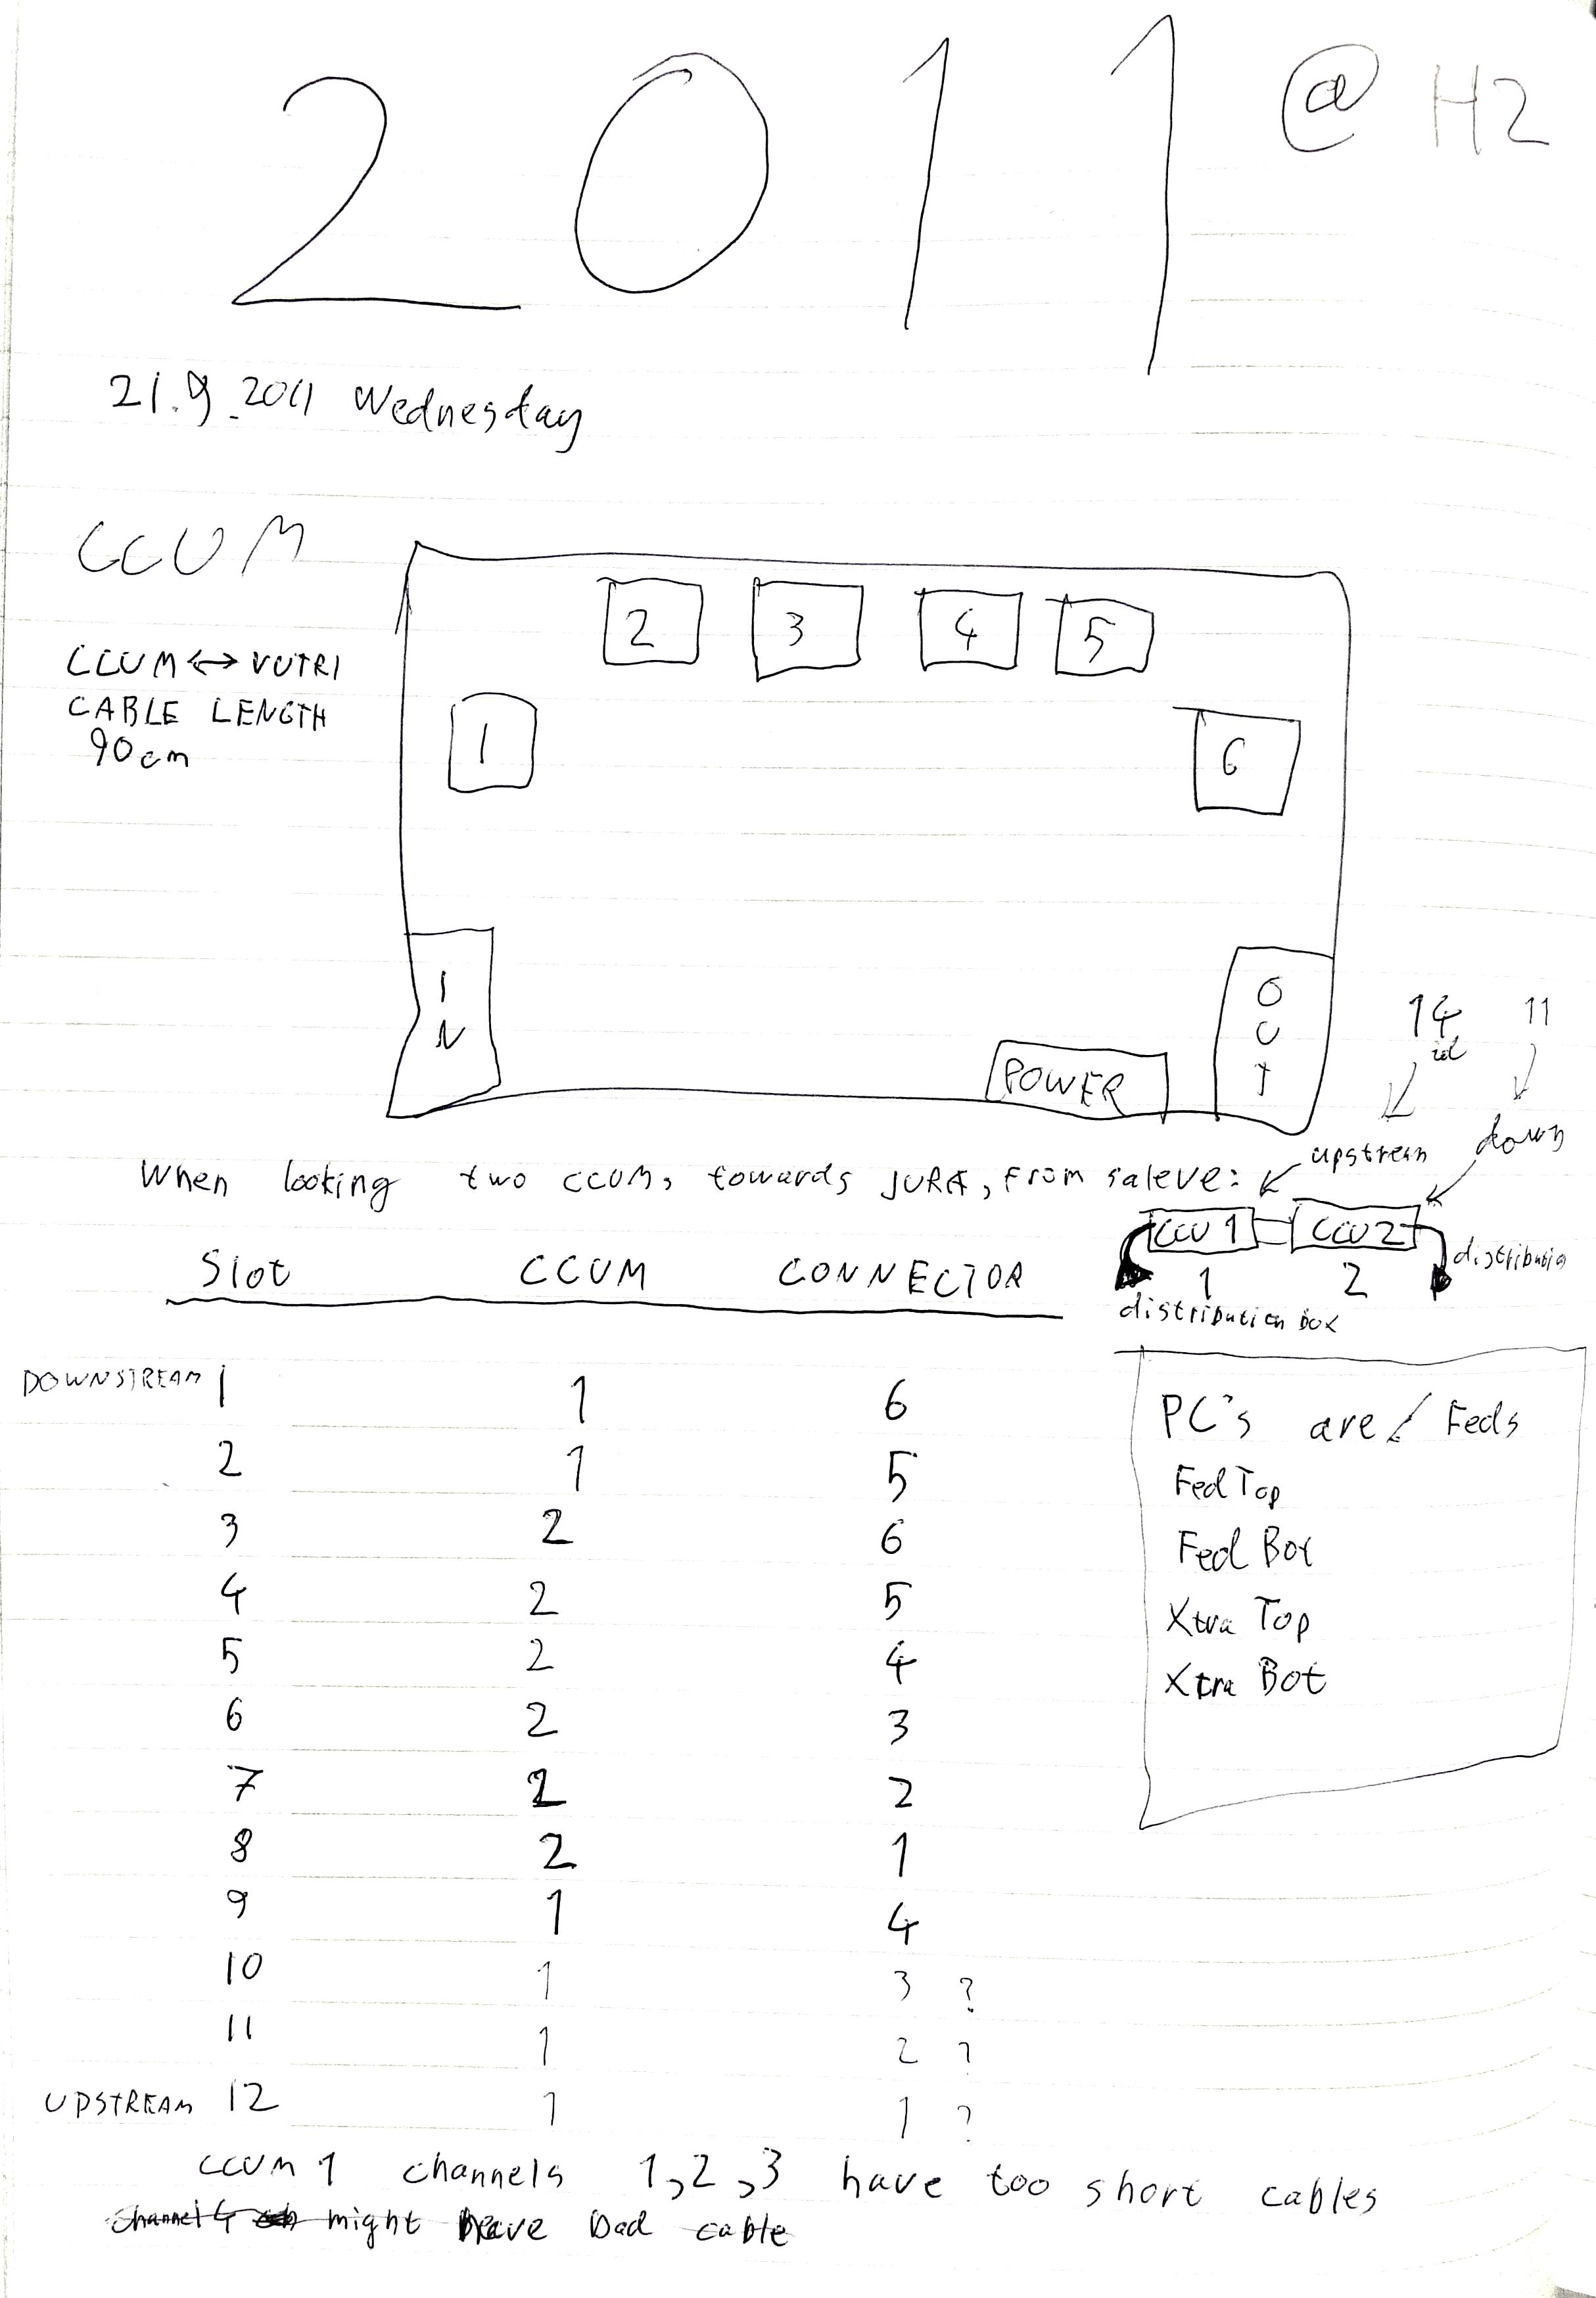 2011 @ H2
21.9.2011 Wednesday
CCUM
2 3 4 5
CCUM ↔ VUTRI
CABLE LENGTH
90cm
1
6
IN
OUT
POWER
14 11
When looking two CCUMs towards JURA, from saleve:
upstream down
CCU 1 CCU 2
1 2
distribution box
Slot CCUM CONNECTOR
DOWNSTREAM 1 1 6
2 1 5
3 2 6
4 2 5
5 2 4
6 2 3
7 2 2
8 2 1
9 1 4
10 1 3 ?
11 1 2 ?
UPSTREAM 12 1 1 ?
PC's are / Feds
Fed Top
Fed Bot
Xtra Top
Xtra Bot
CCUM 1 channels 1,2,3 have too short cables
channel 4 might have bad cable